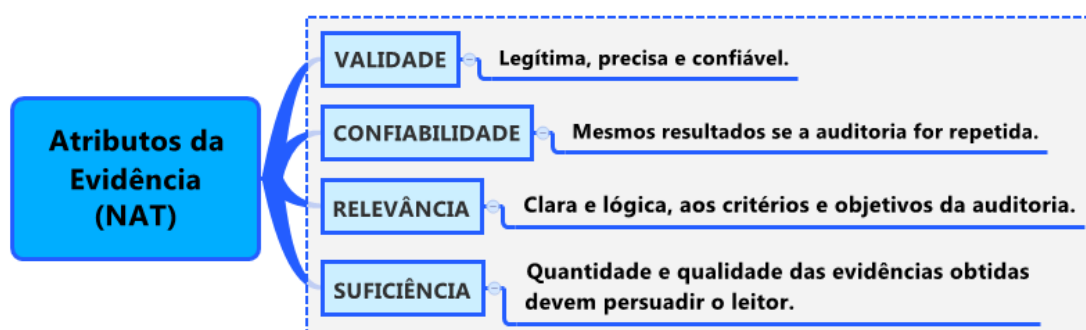 Atributos da
Evidência
(NAT)
VALIDADE
Legítima, precisa e confiável.
CONFIABILIDADE
Mesmos resultados se a auditoria for repetida.
RELEVÂNCIA
Clara e lógica, aos critérios e objetivos da auditoria.
SUFICIÊNCIA
Quantidade e qualidade das evidências obtidas
devem persuadir o leitor.